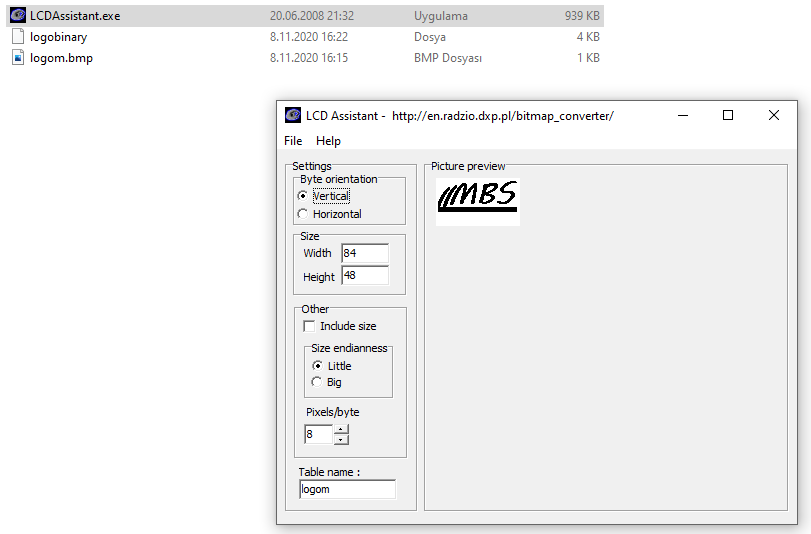 LCDAssistant.exe 20.06.2008 21:32 Uygulama 939 KB
logobinary 8.11.2020 16:22 Dosya 4 KB
logom.bmp 8.11.2020 16:15 BMP Dosyası 1 KB
LCD Assistant - http://en.radzio.dxp.pl/bitmap_converter/
File Help
Settings
Byte orientation
Vertical
Horizontal
Size
Width 84
Height 48
Other
Include size
Size endianness
Little
Big
Pixels/byte
8
Table name :
logom
Picture preview
MBS